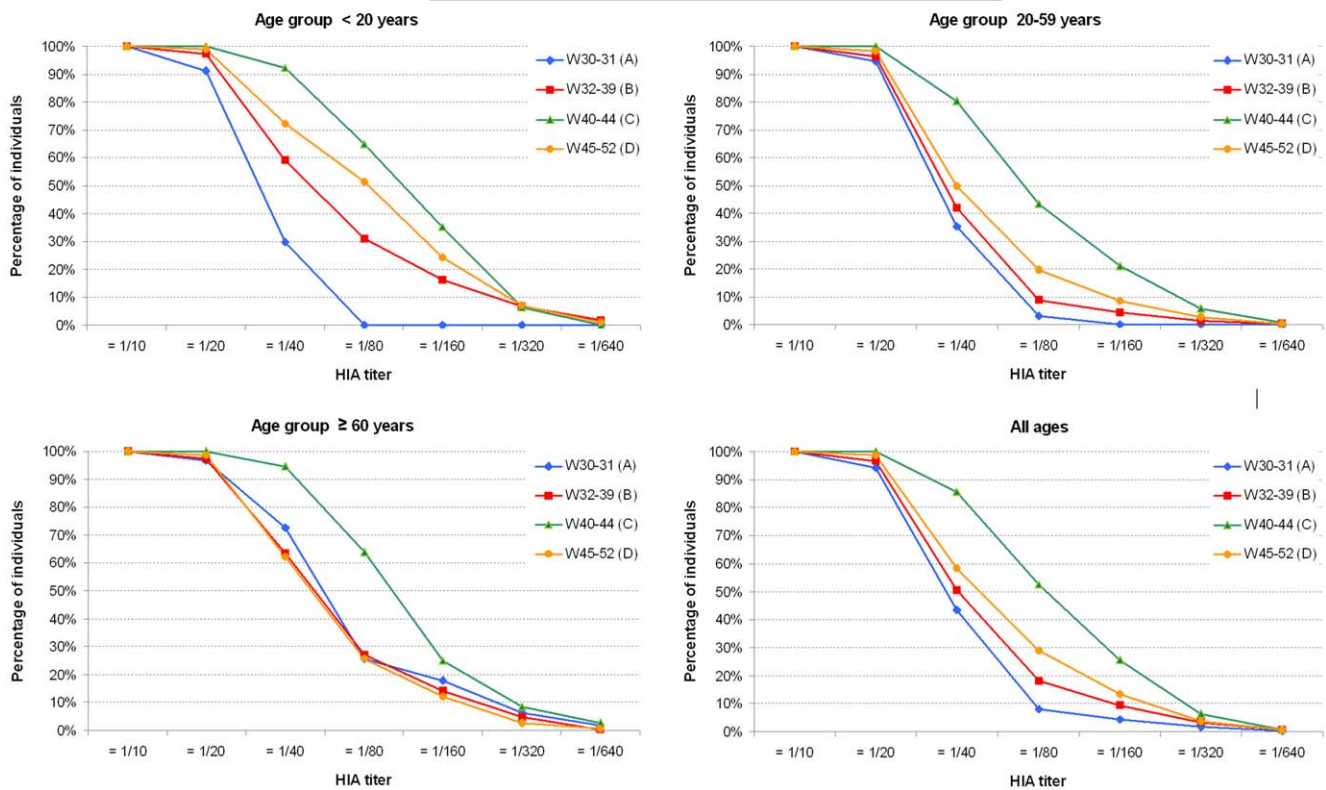 Age group < 20 years
100%
90%
80%
70%
60%
50%
40%
30%
20%
10%
0%
Percentage of individuals
W30-31 (A)
W32-39 (B)
W40-44 (C)
W45-52 (D)
= 1/10 = 1/20 = 1/40 = 1/80 = 1/160 = 1/320 = 1/640
HIA titer
Age group 20-59 years
100%
90%
80%
70%
60%
50%
40%
30%
20%
10%
0%
Percentage of individuals
W30-31 (A)
W32-39 (B)
W40-44 (C)
W45-52 (D)
= 1/10 = 1/20 = 1/40 = 1/80 = 1/160 = 1/320 = 1/640
HIA titer
Age group ≥ 60 years
100%
90%
80%
70%
60%
50%
40%
30%
20%
10%
0%
Percentage of individuals
W30-31 (A)
W32-39 (B)
W40-44 (C)
W45-52 (D)
= 1/10 = 1/20 = 1/40 = 1/80 = 1/160 = 1/320 = 1/640
HIA titer
All ages
100%
90%
80%
70%
60%
50%
40%
30%
20%
10%
0%
Percentage of individuals
W30-31 (A)
W32-39 (B)
W40-44 (C)
W45-52 (D)
= 1/10 = 1/20 = 1/40 = 1/80 = 1/160 = 1/320 = 1/640
HIA titer